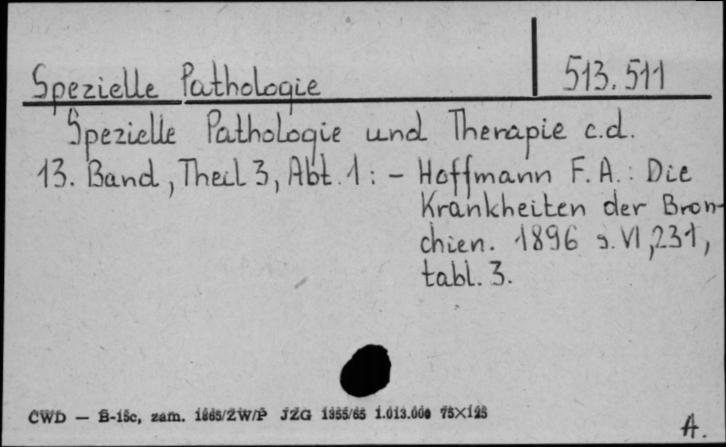 Spezielle Pathologie 513.511
Spezielle Pathologie und Therapie c.d.
13. Band, Theil 3, Abt. 1: - Hoffmann F. A.: Die
Krankheiten der Bron-
chien. 1896 s. VI, 231,
tabl. 3.
CWD — B-15c, zam. 1865/ZW/P JZG 1355/65 1.013.000 75X125
A.